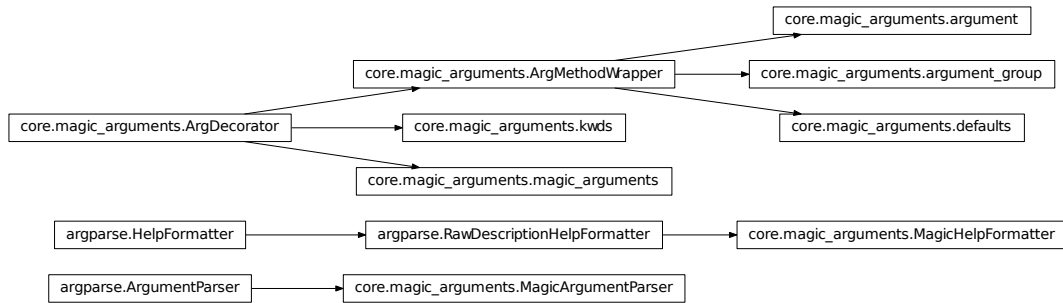 core.magic_arguments.argument
core.magic_arguments.ArgMethodWrapper
core.magic_arguments.argument_group
core.magic_arguments.ArgDecorator
core.magic_arguments.kwds
core.magic_arguments.defaults
core.magic_arguments.magic_arguments
argparse.HelpFormatter
argparse.RawDescriptionHelpFormatter
core.magic_arguments.MagicHelpFormatter
argparse.ArgumentParser
core.magic_arguments.MagicArgumentParser